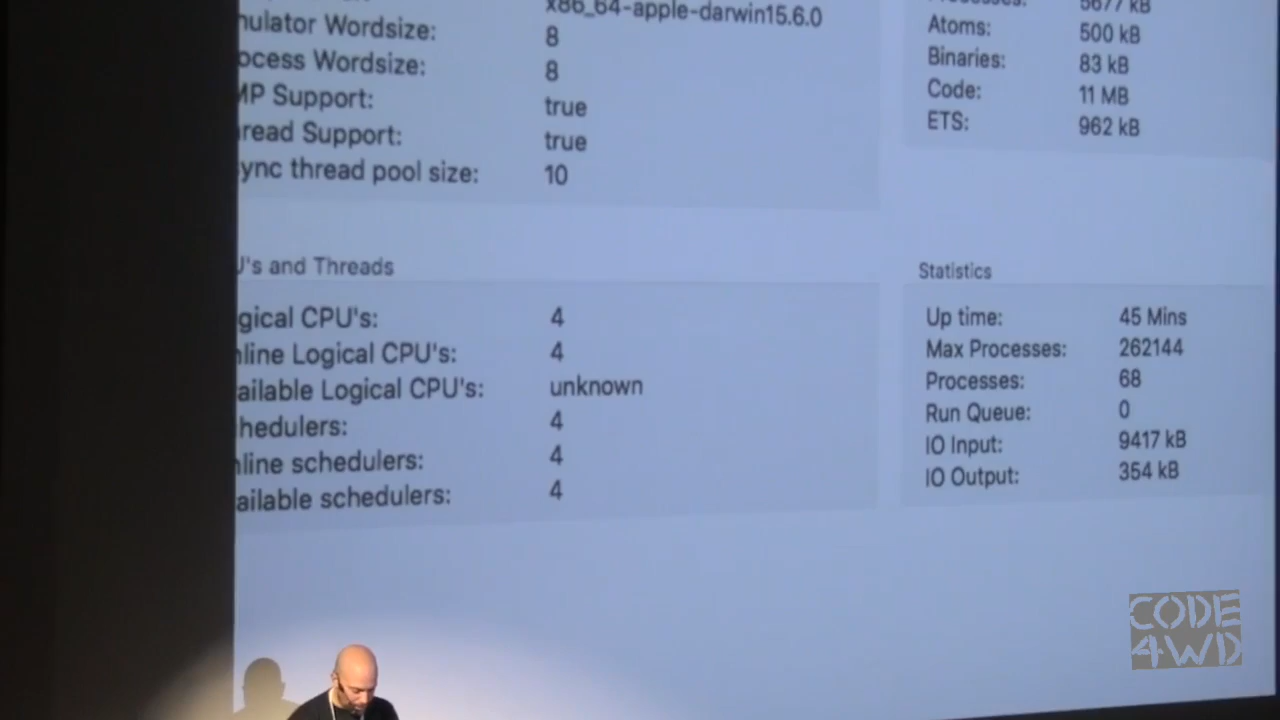 x86_64-apple-darwin15.6.0
nulator Wordsize: 8
ocess Wordsize: 8
MP Support: true
read Support: true
ync thread pool size: 10
Processes: 5677 kB
Atoms: 500 kB
Binaries: 83 kB
Code: 11 MB
ETS: 962 kB
U's and Threads
gical CPU's: 4
nline Logical CPU's: 4
ailable Logical CPU's: unknown
hedulers: 4
nline schedulers: 4
ailable schedulers: 4
Statistics
Up time: 45 Mins
Max Processes: 262144
Processes: 68
Run Queue: 0
IO Input: 9417 kB
IO Output: 354 kB
CODE
4WD